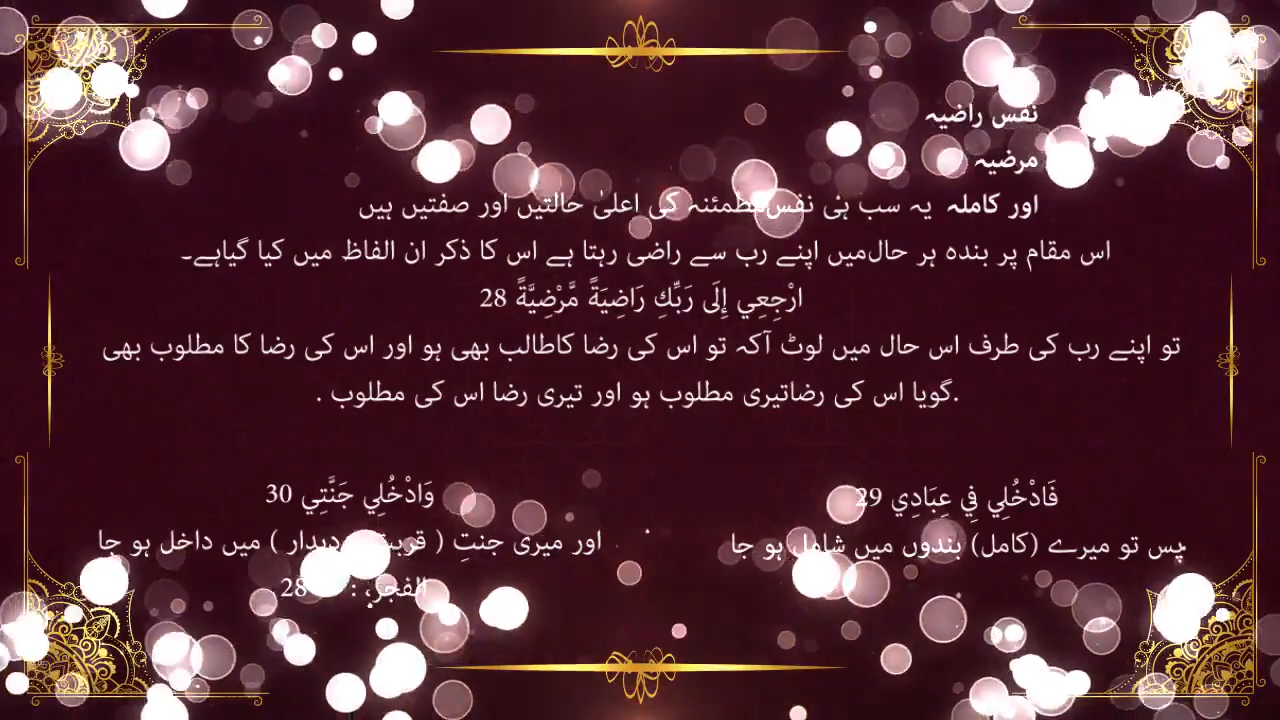 نفس راضیہ
مرضیہ
اور کاملہ یہ سب ہی نفس مطمئنہ کی اعلیٰ حالتیں اور صفتیں ہیں
اس مقام پر بندہ ہر حال‌میں اپنے رب سے راضی رہتا ہے اس کا ذکر ان الفاظ میں کیا گیاہے۔
ارْجِعِي إِلَى رَبِّكِ رَاضِيَةً مَّرْضِيَّةً 28
تو اپنے رب کی طرف اس حال میں لوٹ آکہ تو اس کی رضا کاطالب بھی ہو اور اس کی رضا کا مطلوب بھی
.گویا اس کی رضاتیری مطلوب ہو اور تیری رضا اس کی مطلوب .
فَادْخُلِي فِي عِبَادِي 29
پس تو میرے (کامل) بندوں میں شامل ہو جا
وَادْخُلِي جَنَّتِي 30
اور میری جنتِ ( دیدار ) میں داخل ہو جا
الفجر، : 28